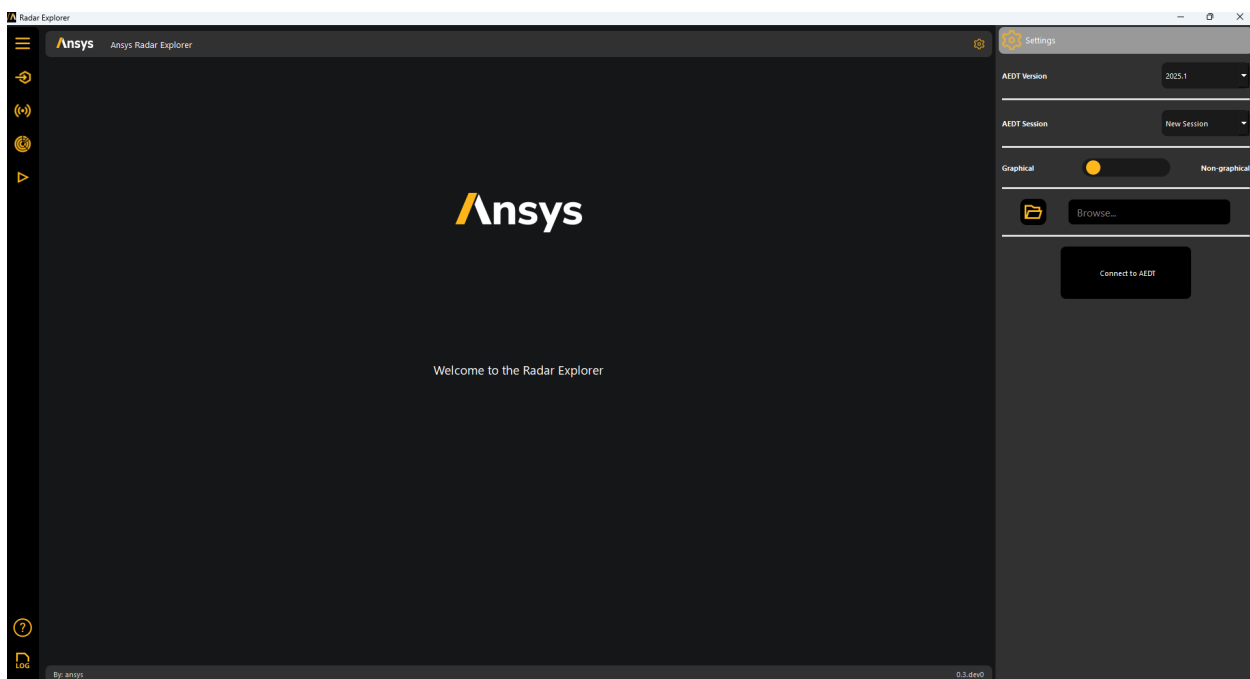 Radar Explorer
Ansys Ansys Radar Explorer
Settings
AEDT Version 2025.1
AEDT Session New Session
Graphical Non-graphical
Browse...
Connect to AEDT
Ansys
Welcome to the Radar Explorer
?
LOG
By: ansys 0.3.dev0